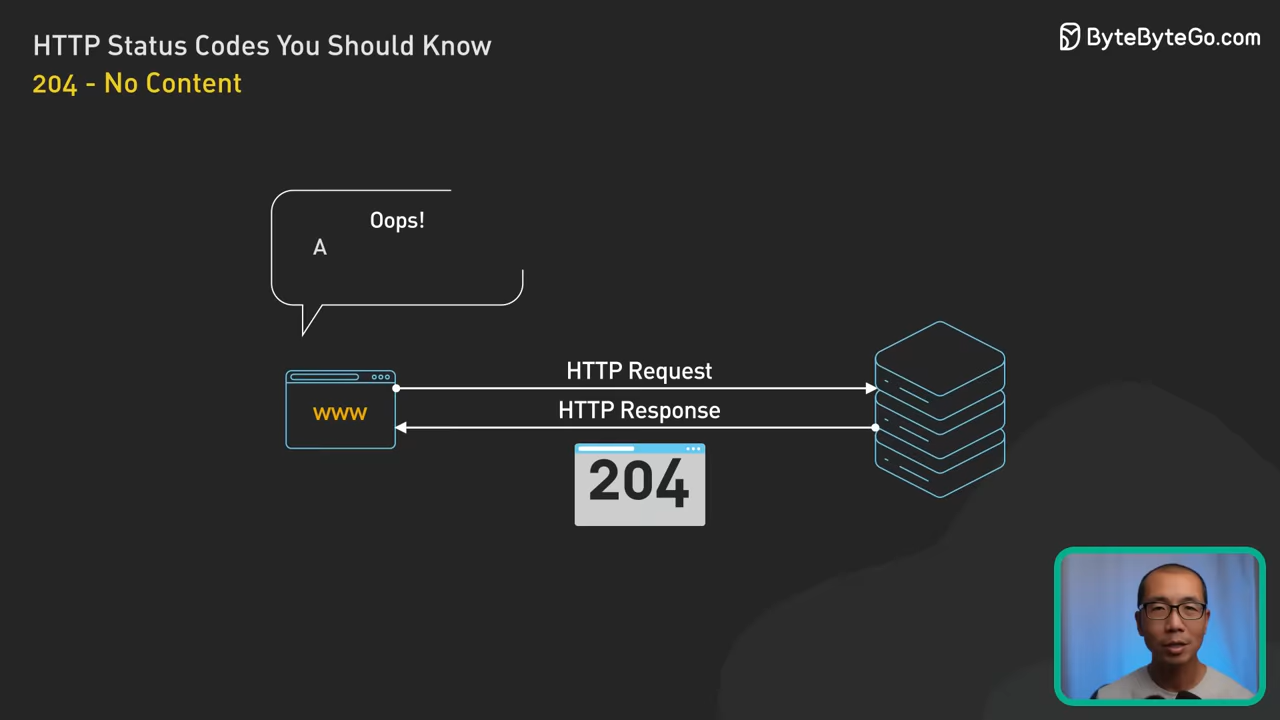 HTTP Status Codes You Should Know
204 - No Content
ByteByteGo.com
Oops!
A
HTTP Request
www
HTTP Response
204